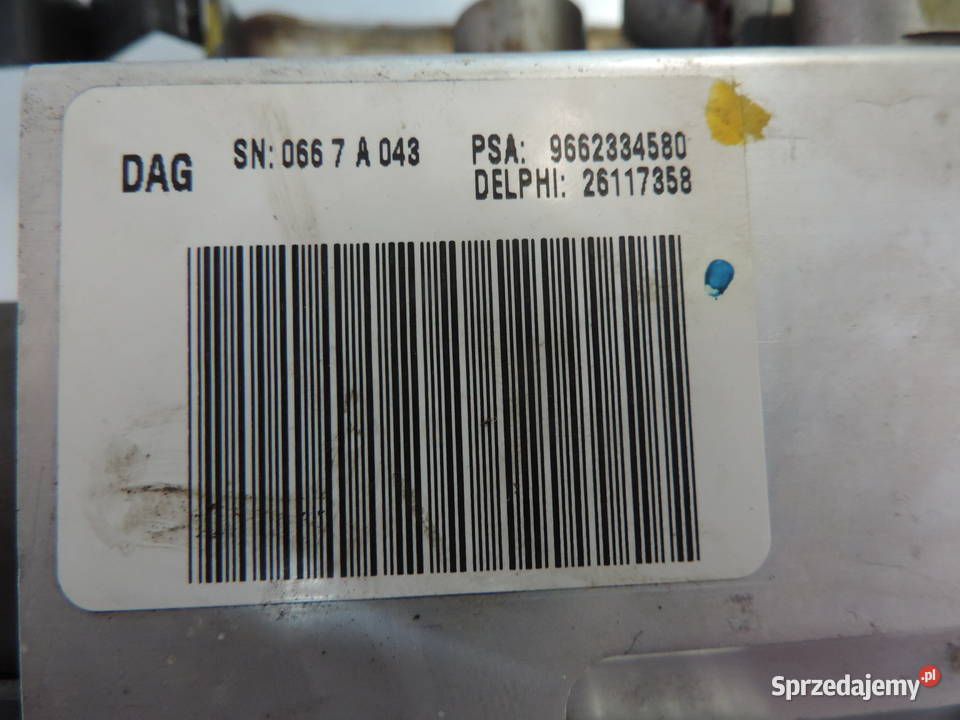 DAG SN: 066 7 A 043 PSA: 9662334580
DELPHI: 26117358
Sprzedajemy.pl